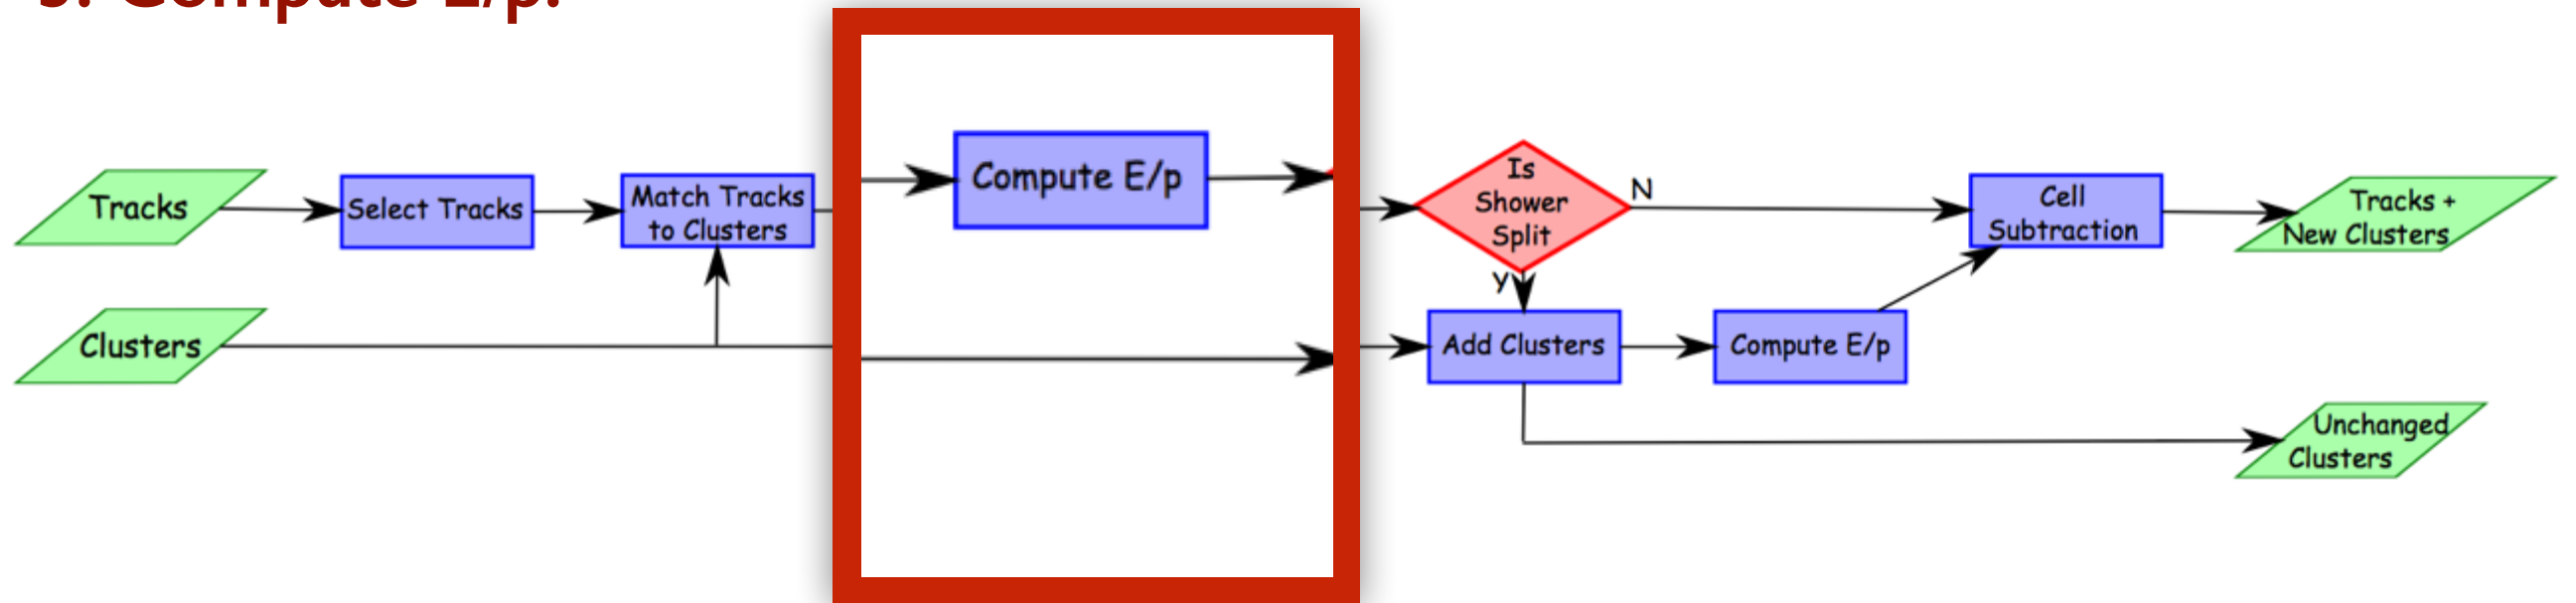 Compute E/p.
Tracks
Select Tracks
Match Tracks
to Clusters
Compute E/p
Is
Shower
Split
N
Y
Cell
Subtraction
Tracks +
New Clusters
Clusters
Add Clusters
Compute E/p
Unchanged
Clusters